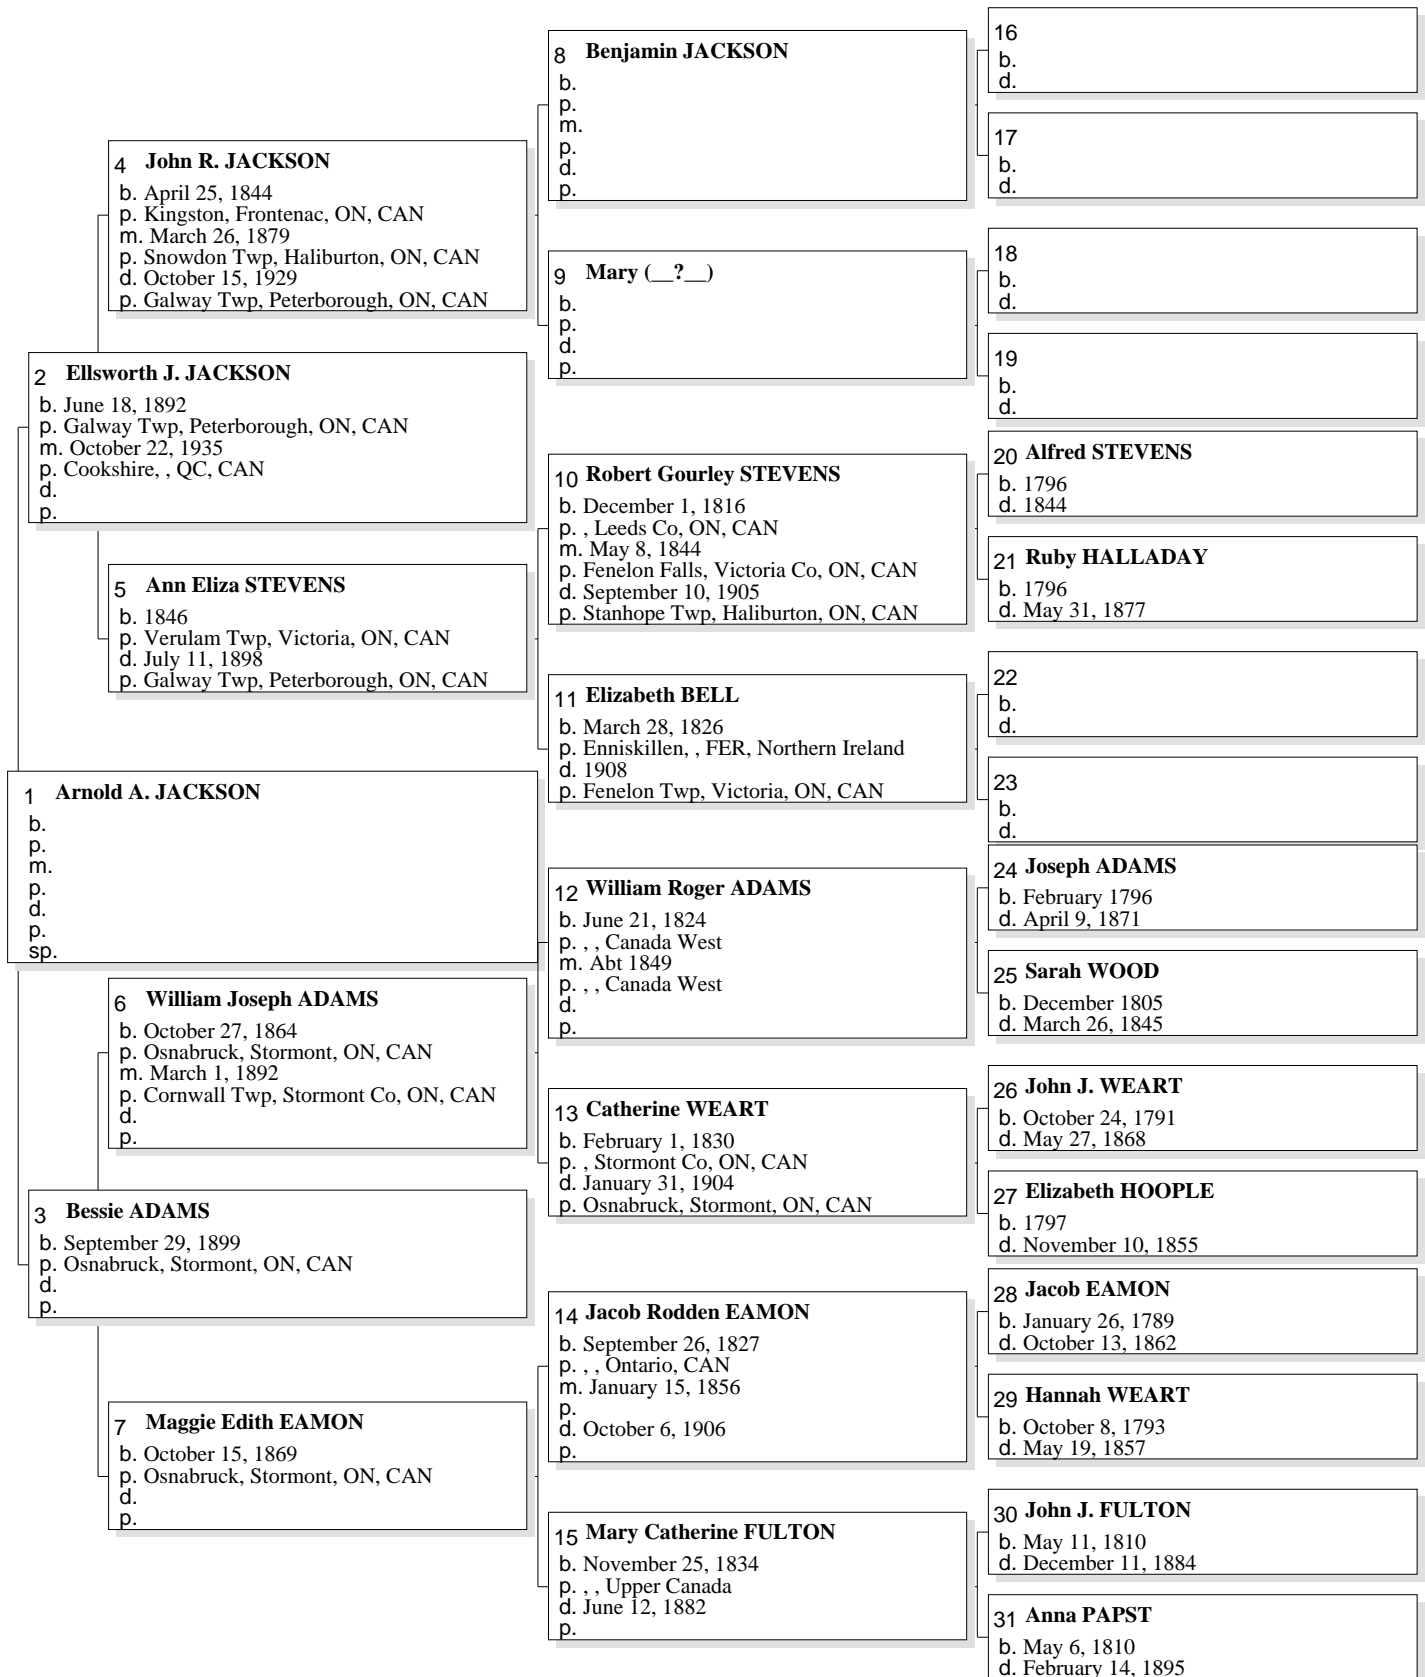 1 Arnold A. JACKSON
b.
p.
m.
p.
d.
p.
sp.
2 Ellsworth J. JACKSON
b. June 18, 1892
p. Galway Twp, Peterborough, ON, CAN
m. October 22, 1935
p. Cookshire, , QC, CAN
d.
p.
3 Bessie ADAMS
b. September 29, 1899
p. Osnabruck, Stormont, ON, CAN
d.
p.
4 John R. JACKSON
b. April 25, 1844
p. Kingston, Frontenac, ON, CAN
m. March 26, 1879
p. Snowdon Twp, Haliburton, ON, CAN
d. October 15, 1929
p. Galway Twp, Peterborough, ON, CAN
5 Ann Eliza STEVENS
b. 1846
p. Verulam Twp, Victoria, ON, CAN
d. July 11, 1898
p. Galway Twp, Peterborough, ON, CAN
6 William Joseph ADAMS
b. October 27, 1864
p. Osnabruck, Stormont, ON, CAN
m. March 1, 1892
p. Cornwall Twp, Stormont Co, ON, CAN
d.
p.
7 Maggie Edith EAMON
b. October 15, 1869
p. Osnabruck, Stormont, ON, CAN
d.
p.
8 Benjamin JACKSON
b.
p.
m.
p.
d.
p.
9 Mary (__?__)
b.
p.
d.
p.
10 Robert Gourley STEVENS
b. December 1, 1816
p. , Leeds Co, ON, CAN
m. May 8, 1844
p. Fenelon Falls, Victoria Co, ON, CAN
d. September 10, 1905
p. Stanhope Twp, Haliburton, ON, CAN
11 Elizabeth BELL
b. March 28, 1826
p. Enniskillen, , FER, Northern Ireland
d. 1908
p. Fenelon Twp, Victoria, ON, CAN
12 William Roger ADAMS
b. June 21, 1824
p. , , Canada West
m. Abt 1849
p. , , Canada West
d.
p.
13 Catherine WEART
b. February 1, 1830
p. , Stormont Co, ON, CAN
d. January 31, 1904
p. Osnabruck, Stormont, ON, CAN
14 Jacob Rodden EAMON
b. September 26, 1827
p. , , Ontario, CAN
m. January 15, 1856
p.
d. October 6, 1906
p.
15 Mary Catherine FULTON
b. November 25, 1834
p. , , Upper Canada
d. June 12, 1882
p.
16
b.
d.
17
b.
d.
18
b.
d.
19
b.
d.
20 Alfred STEVENS
b. 1796
d. 1844
21 Ruby HALLADAY
b. 1796
d. May 31, 1877
22
b.
d.
23
b.
d.
24 Joseph ADAMS
b. February 1796
d. April 9, 1871
25 Sarah WOOD
b. December 1805
d. March 26, 1845
26 John J. WEART
b. October 24, 1791
d. May 27, 1868
27 Elizabeth HOOPLE
b. 1797
d. November 10, 1855
28 Jacob EAMON
b. January 26, 1789
d. October 13, 1862
29 Hannah WEART
b. October 8, 1793
d. May 19, 1857
30 John J. FULTON
b. May 11, 1810
d. December 11, 1884
31 Anna PAPST
b. May 6, 1810
d. February 14, 1895